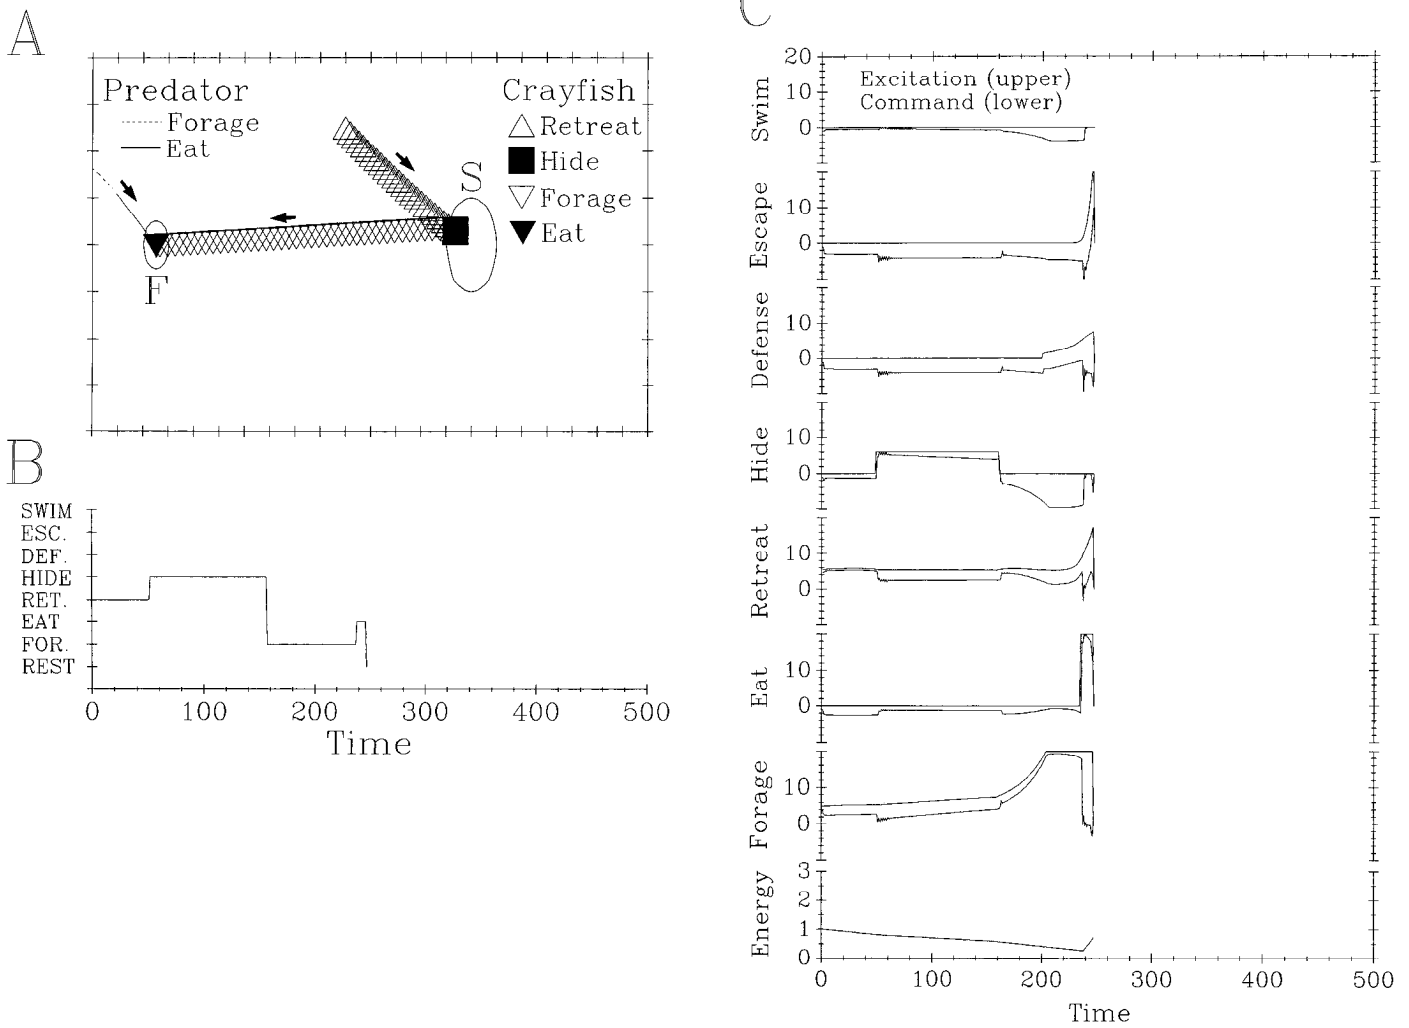 A
Predator
Forage
Eat
Crayfish
Retreat
Hide
Forage
Eat
S
F
B
SWIM
ESC.
DEF.
HIDE
RET.
EAT
FOR.
REST
0 100 200 300 400 500
Time
C
Excitation (upper)
Command (lower)
Swim
20
10
0
Escape
10
0
Defense
10
0
Hide
10
0
Retreat
10
0
Eat
10
0
Forage
10
0
Energy
3
2
1
0
0 100 200 300 400 500
Time